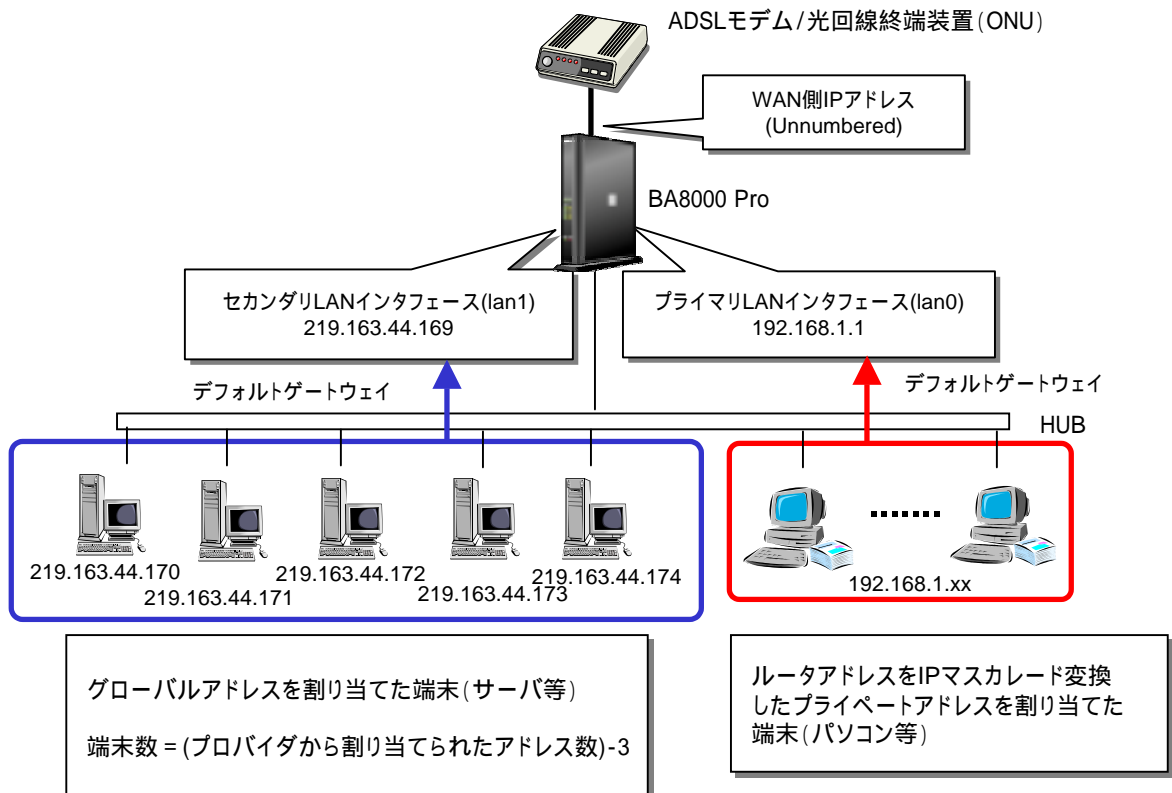 ADSLモデム/光回線終端装置(ONU)
WAN側IPアドレス
(Unnumbered)
BA8000 Pro
セカンダリLANインタフェース(lan1)
219.163.44.169
プライマリLANインタフェース(lan0)
192.168.1.1
デフォルトゲートウェイ
デフォルトゲートウェイ
HUB
219.163.44.170
219.163.44.171
219.163.44.172
219.163.44.173
219.163.44.174
192.168.1.xx
グローバルアドレスを割り当てた端末(サーバ等)
端末数 = (プロバイダから割り当てられたアドレス数)-3
ルータアドレスをIPマスカレード変換
したプライベートアドレスを割り当てた
端末(パソコン等)